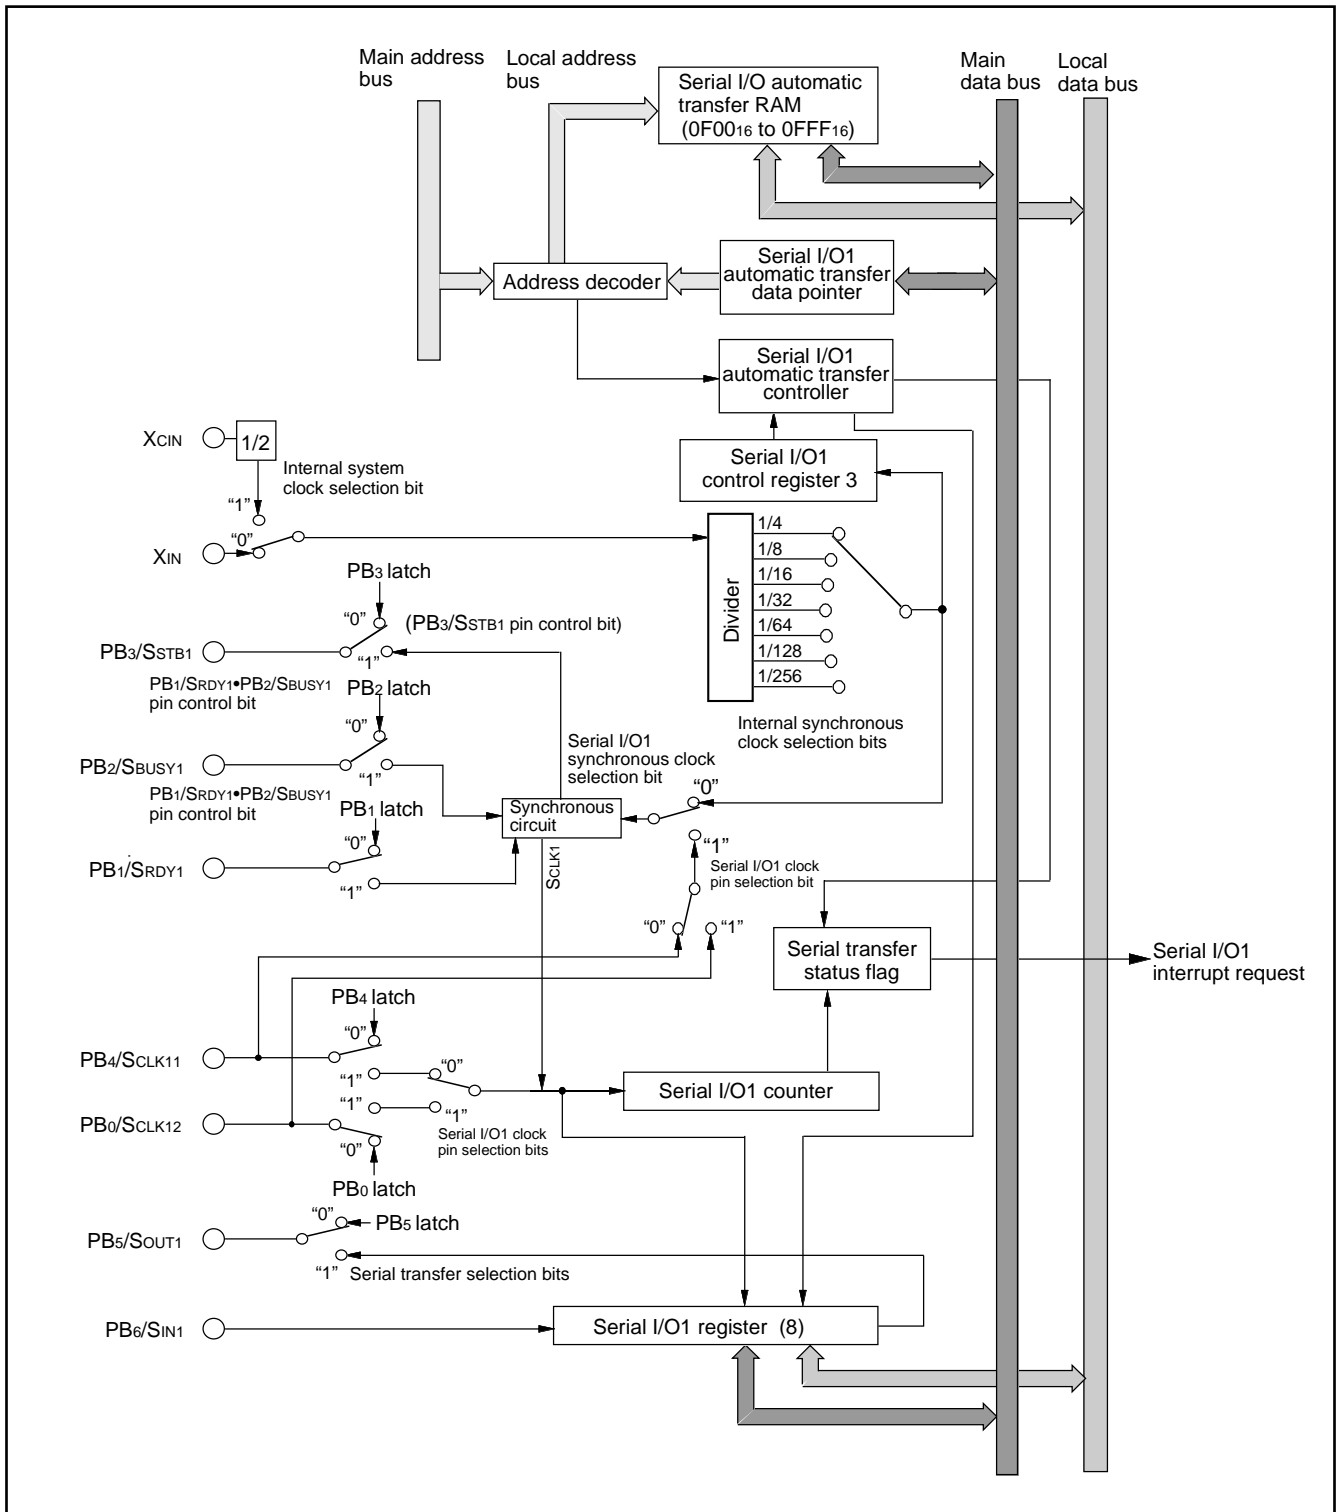 Main address
bus
Local address
bus
Main
data bus
Local
data bus
Serial I/O automatic
transfer RAM
(0F0016 to 0FFF16)
Serial I/O1
automatic transfer
data pointer
Address decoder
Serial I/O1
automatic transfer
controller
XCIN
1/2
Internal system
clock selection bit
“1”
“0”
XIN
Serial I/O1
control register 3
Divider
1/4
1/8
1/16
1/32
1/64
1/128
1/256
Internal synchronous
clock selection bits
PB3 latch
“0”
(PB3/SSTB1 pin control bit)
PB3/SSTB1
“1”
PB1/SRDY1•PB2/SBUSY1
pin control bit
PB2 latch
“0”
PB2/SBUSY1
“1”
Serial I/O1
synchronous clock
selection bit
“0”
PB1/SRDY1•PB2/SBUSY1
pin control bit
PB1 latch
Synchronous
circuit
“0”
“1”
PB1/SRDY1
“1”
SCLK1
Serial I/O1 clock
pin selection bit
“0”
“1”
Serial transfer
status flag
Serial I/O1
interrupt request
PB4 latch
“0”
PB4/SCLK11
“1”
“0”
Serial I/O1 counter
“1”
“1”
PB0/SCLK12
Serial I/O1 clock
pin selection bits
“0”
PB0 latch
“0”
PB5 latch
PB5/SOUT1
“1”
Serial transfer selection bits
PB6/SIN1
Serial I/O1 register (8)